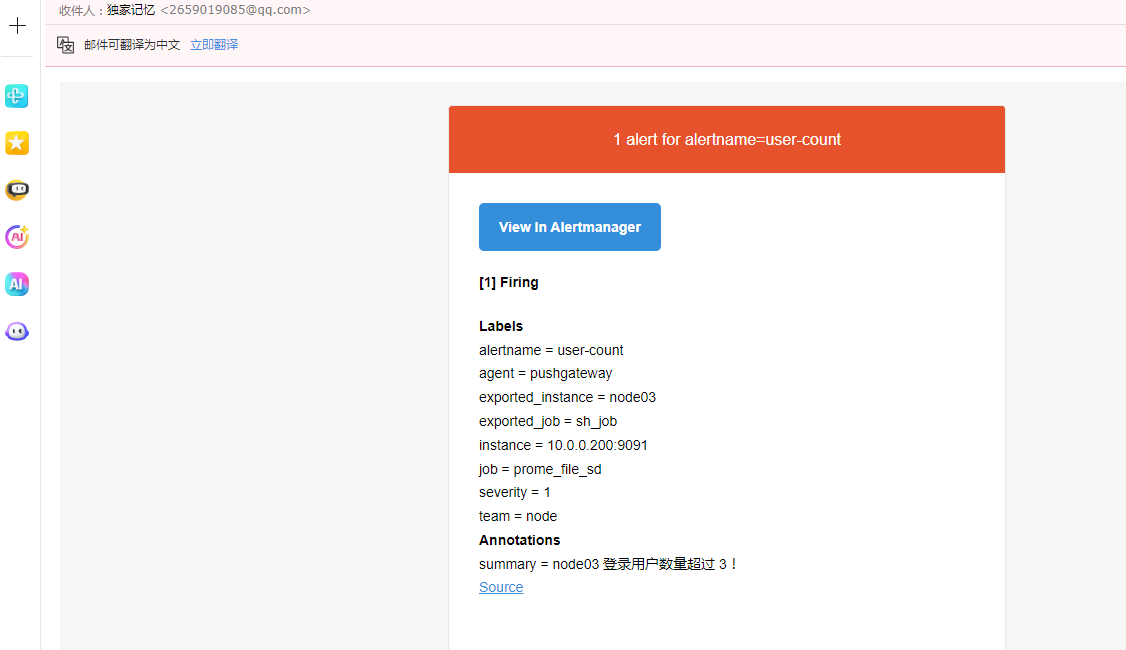 收件人：独家记忆 <2659019085@qq.com>
邮件可翻译为中文 立即翻译
1 alert for alertname=user-count
View In Alertmanager
[1] Firing
Labels
alertname = user-count
agent = pushgateway
exported_instance = node03
exported_job = sh_job
instance = 10.0.0.200:9091
job = prome_file_sd
severity = 1
team = node
Annotations
summary = node03 登录用户数量超过 3！
Source
AI
AI